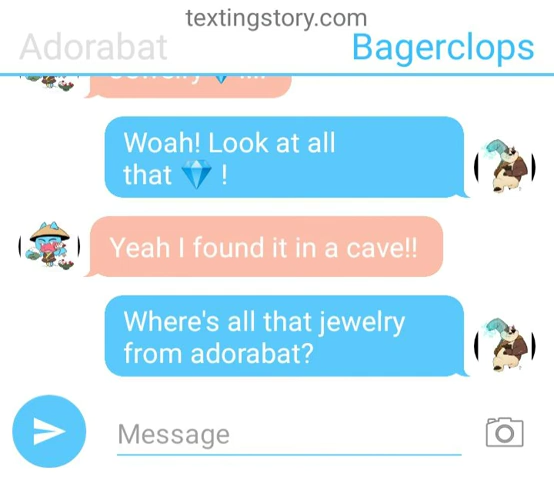 textingstory.com
Adorabat
Bagerclops
Woah! Look at all
that 💎 !
Yeah I found it in a cave!!
Where's all that jewelry
from adorabat?
Message